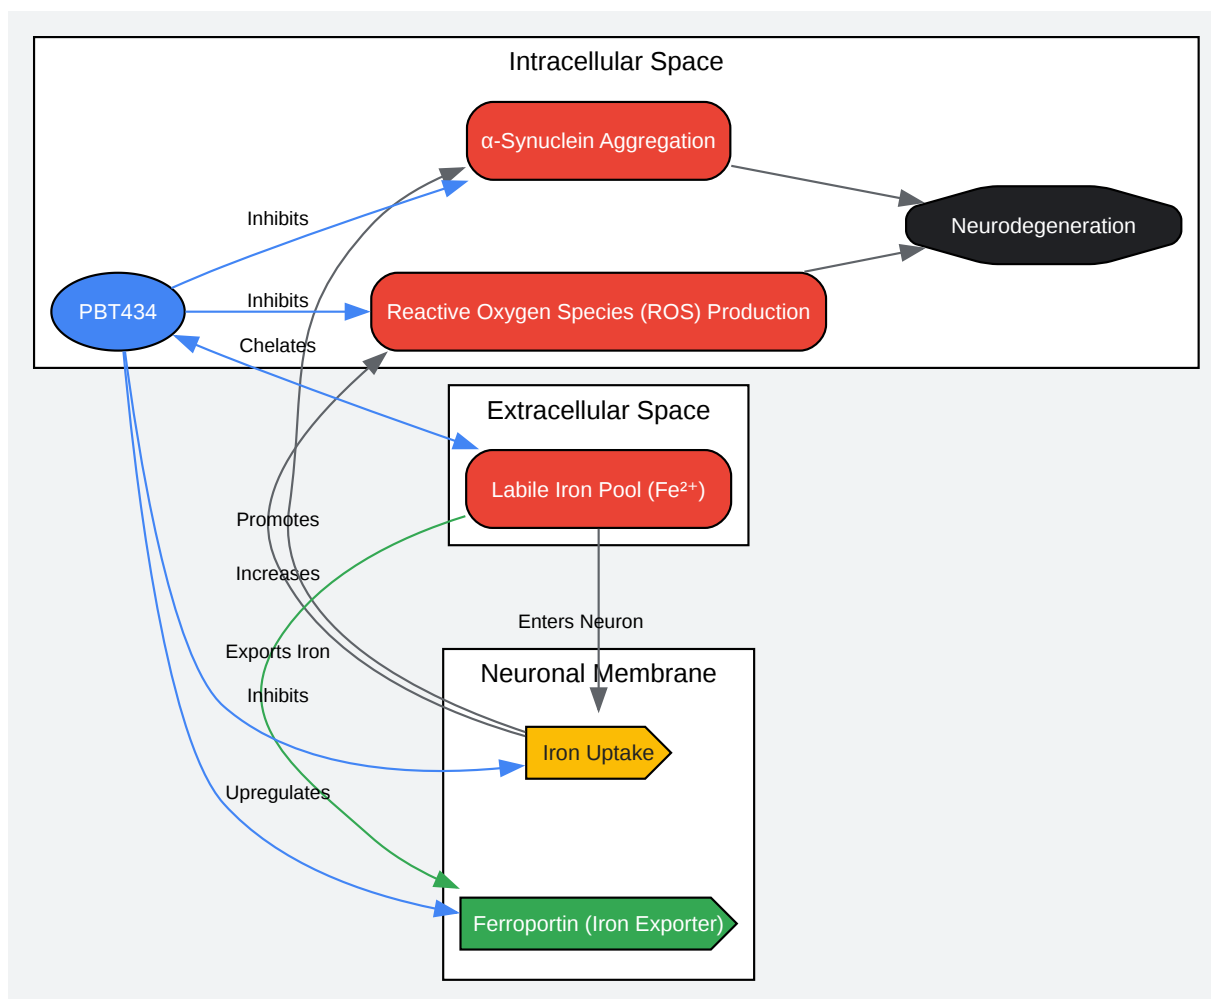 Intracellular Space
α-Synuclein Aggregation
Inhibits
Neurodegeneration
PBT434
Inhibits
Reactive Oxygen Species (ROS) Production
Chelates
Extracellular Space
Labile Iron Pool (Fe²⁺)
Promotes
Increases
Enters Neuron
Exports Iron
Neuronal Membrane
Inhibits
Iron Uptake
Upregulates
Ferroportin (Iron Exporter)